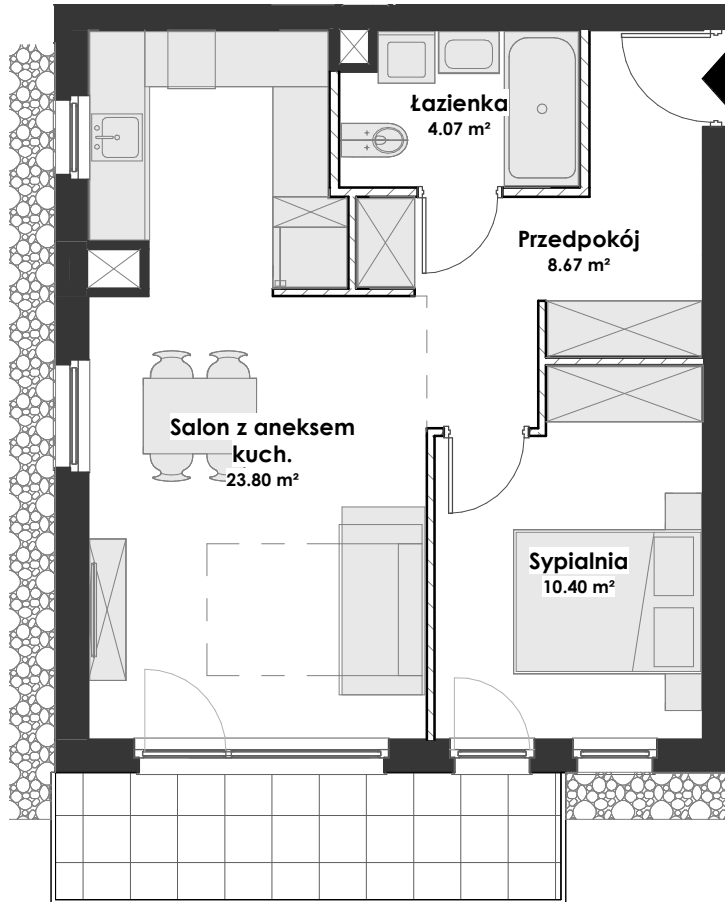 Łazienka
4.07 m²
Przedpokój
8.67 m²
Salon z aneksem
kuch.
23.80 m²
Sypialnia
10.40 m²